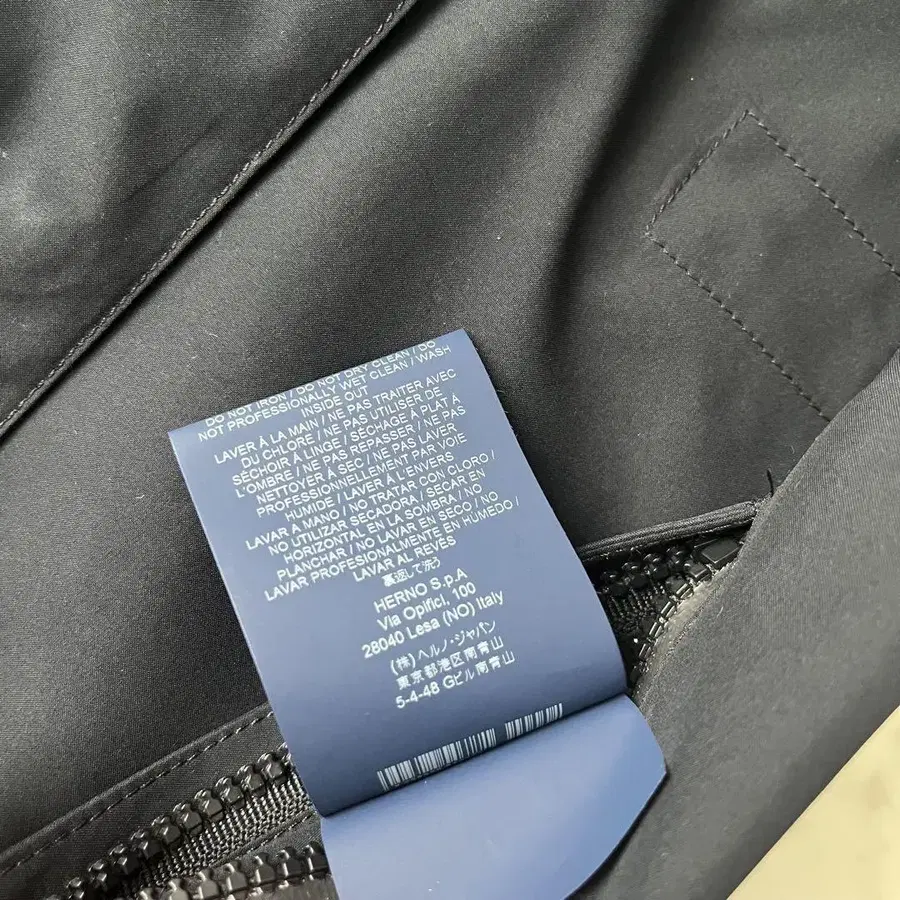 DO NOT IRON / DO NOT DRY CLEAN / DO
NOT PROFESSIONALLY WET CLEAN / WASH
INSIDE OUT
LAVER À LA MAIN / NE PAS TRAITER AVEC
DU CHLORE / NE PAS UTILISER DE
SÉCHOIR À LINGE / SÉCHAGE À PLAT À
L'OMBRE / NE PAS REPASSER / NE PAS
NETTOYER À SEC / NE PAS LAVER
PROFESSIONNELLEMENT PAR VOIE
HUMIDE / LAVER À L'ENVERS
LAVAR A MANO / NO TRATAR CON CLORO /
NO UTILIZAR SECADORA / SECAR EN
HORIZONTAL EN LA SOMBRA / NO
PLANCHAR / NO LAVAR EN SECO / NO
LAVAR PROFESIONALMENTE EN HÚMEDO /
LAVAR AL REVÉS
裏返して洗う
HERNO S.p.A
Via Opifici, 100
28040 Lesa (NO) Italy
(株) ヘルノ・ジャパン
東京都港区南青山
5-4-48 Gビル南青山